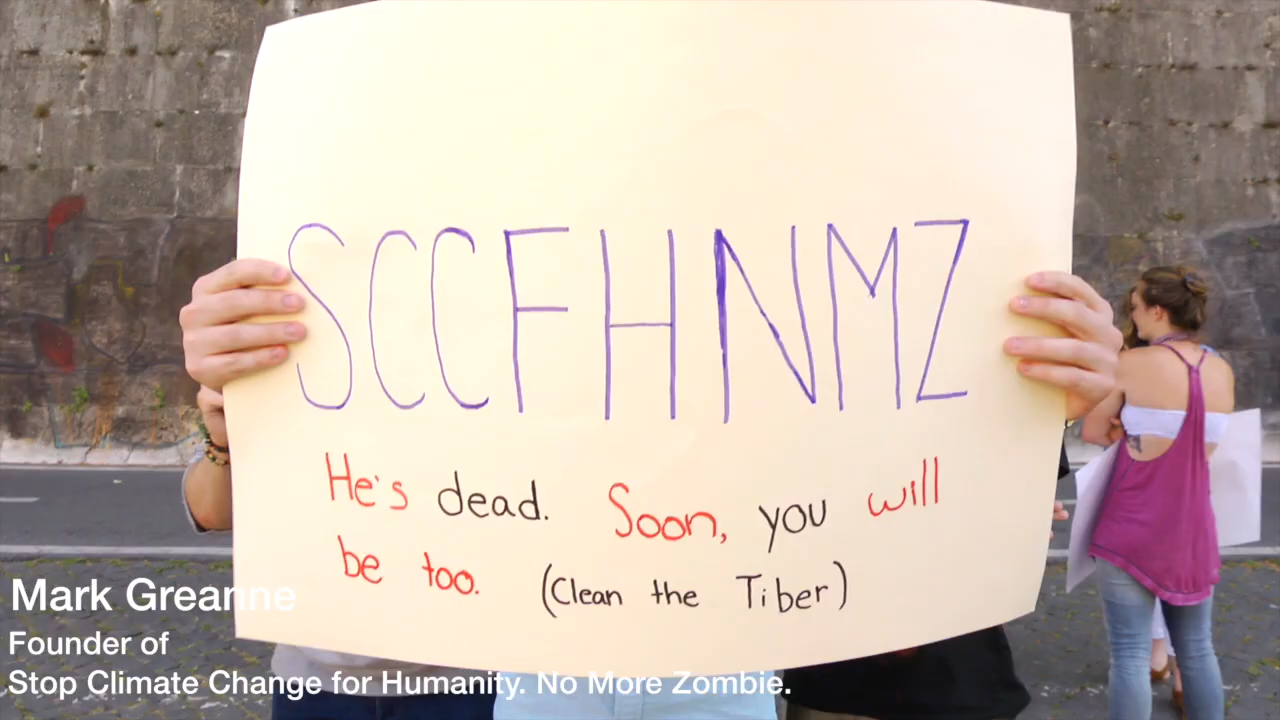 SCCFHNMZ
He's dead. Soon, you will
be too. (Clean the Tiber)
Mark Greanne
Founder of
Stop Climate Change for Humanity. No More Zombie.